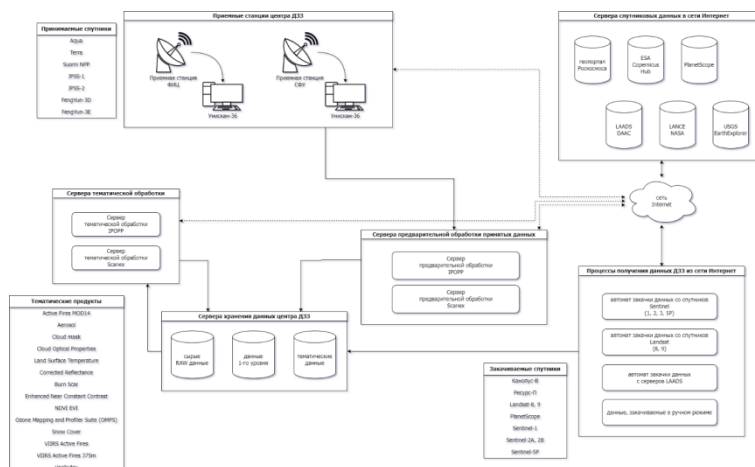 Принимаемые спутники
Aqua
Terra
Suomi NPP
JPSS-1
JPSS-2
FengYun-3D
FengYun-3E
Приемные станции центра ДЗЗ
Приемная станция
ФИЦ
Унискан-36
Приемная станция
СФУ
Унискан-36
Сервера спутниковых данных в сети Интернет
геопортал
Роскосмоса
ESA
Copernicus
Hub
PlanetScope
LAADS
DAAC
LANCE
NASA
USGS
EarthExplorer
сеть
Internet
Сервера тематической обработки
Сервер
тематической обработки
IPOPP
Сервер
тематической обработки
Scanex
Сервера предварительной обработки принятых данных
Сервер
предварительной обработки
IPOPP
Сервер
предварительной обработки
Scanex
Процессы получения данных ДЗЗ из сети Интернет
автомат закачки данных со спутников
Sentinel
(1, 2, 3, 5P)
автомат закачки данных со спутников
Landsat
(8, 9)
автомат закачки данных
с серверов LAADS
данные, закачиваемые в ручном режиме
Тематические продукты
Active Fires MOD14
Aerosol
Cloud mask
Cloud Optical Properties
Land Surface Temperature
Corrected Reflectance
Burn Scar
Enhanced Near Constant Contrast
NDVI EVI
Ozone Mapping and Profiler Suite (OMPS)
Snow Cover
VIIRS Active Fires
VIIRS Active Fires 375m
Сервера хранения данных центра ДЗЗ
сырые
RAW данные
данные
1-го уровня
тематические
данные
Закачиваемые спутники
Канопус-В
Ресурс-П
Landsat-8, 9
PlanetScope
Sentinel-1
Sentinel-2A, 2B
Sentinel-5P